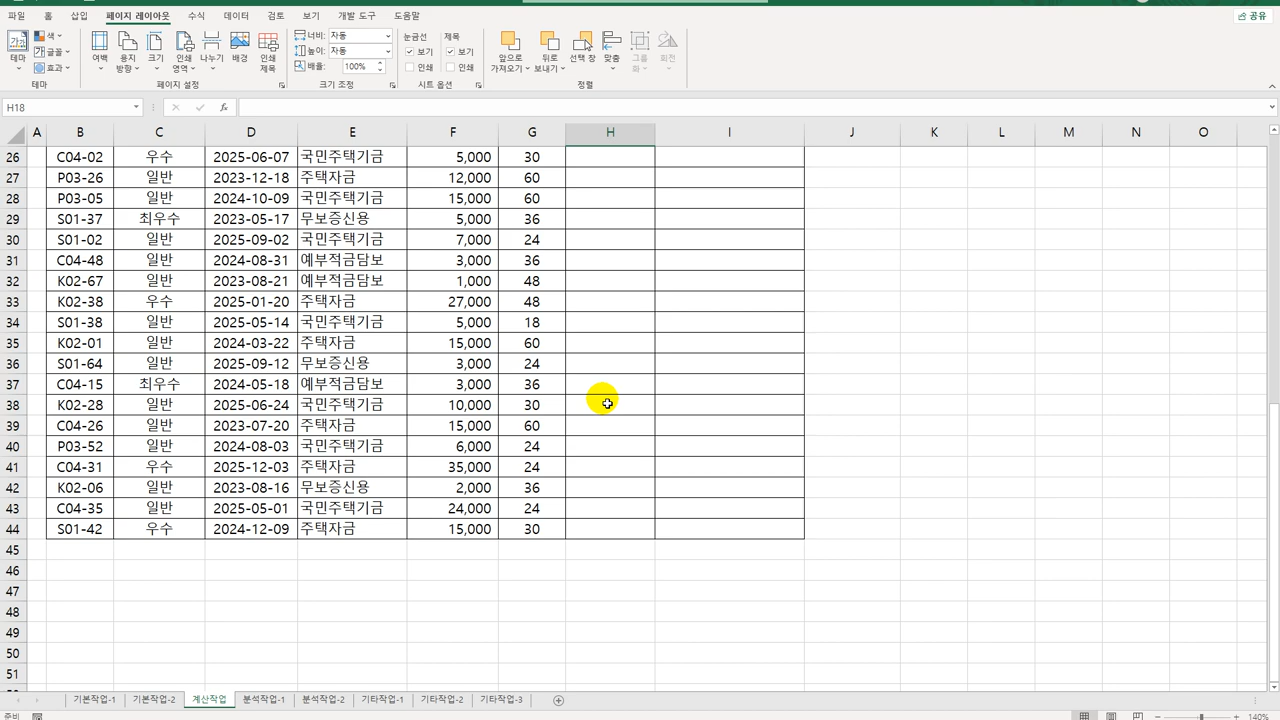 파일 홈 삽입 페이지 레이아웃 수식 데이터 검토 보기 개발 도구 도움말 공유
테마 색 글꼴 효과 여백 용지 방향 크기 인쇄 영역 나누기 배경 인쇄 제목 너비: 자동 높이: 자동 배율: 100% 눈금선 보기 인쇄 제목 보기 인쇄 앞으로 가져오기 뒤로 보내기 선택 창 맞춤 그룹화 회전
테마 페이지 설정 크기 조정 시트 옵션 정렬
H18 fx
A B C D E F G H I J K L M N O
26 C04-02 우수 2025-06-07 국민주택기금 5,000 30
27 P03-26 일반 2023-12-18 주택자금 12,000 60
28 P03-05 일반 2024-10-09 국민주택기금 15,000 60
29 S01-37 최우수 2023-05-17 무보증신용 5,000 36
30 S01-02 일반 2025-09-02 국민주택기금 7,000 24
31 C04-48 일반 2024-08-31 예부적금담보 3,000 36
32 K02-67 일반 2023-08-21 예부적금담보 1,000 48
33 K02-38 우수 2025-01-20 주택자금 27,000 48
34 S01-38 일반 2025-05-14 국민주택기금 5,000 18
35 K02-01 일반 2024-03-22 주택자금 15,000 60
36 S01-64 일반 2025-09-12 무보증신용 3,000 24
37 C04-15 최우수 2024-05-18 예부적금담보 3,000 36
38 K02-28 일반 2025-06-24 국민주택기금 10,000 30
39 C04-26 일반 2023-07-20 주택자금 15,000 60
40 P03-52 일반 2024-08-03 국민주택기금 6,000 24
41 C04-31 우수 2025-12-03 주택자금 35,000 24
42 K02-06 일반 2023-08-16 무보증신용 2,000 36
43 C04-35 일반 2025-05-01 국민주택기금 24,000 24
44 S01-42 우수 2024-12-09 주택자금 15,000 30
45
46
47
48
49
50
51
기본작업-1 기본작업-2 계산작업 분석작업-1 분석작업-2 기타작업-1 기타작업-2 기타작업-3
준비 140%